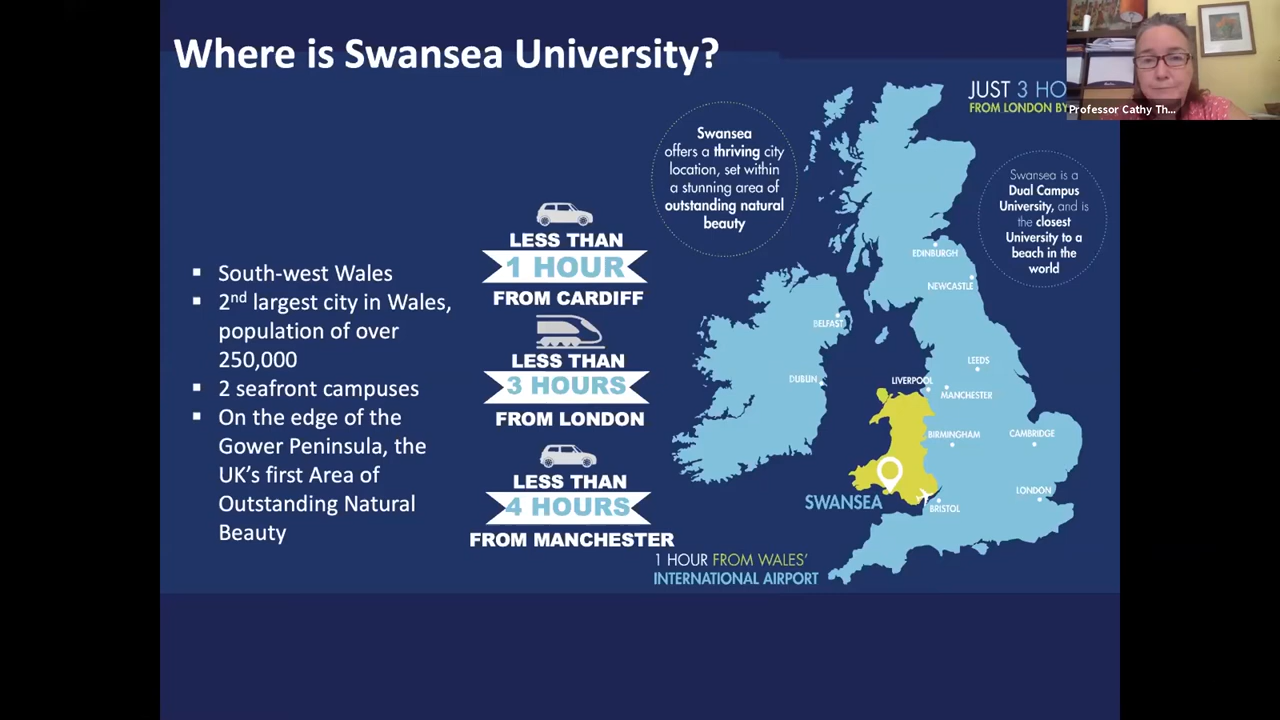 Where is Swansea University?
JUST 3 HO
FROM LONDON BY
Professor Cathy Th...
▪ South-west Wales
▪ 2nd largest city in Wales,
population of over
250,000
▪ 2 seafront campuses
▪ On the edge of the
Gower Peninsula, the
UK's first Area of
Outstanding Natural
Beauty
LESS THAN
1 HOUR
FROM CARDIFF
LESS THAN
3 HOURS
FROM LONDON
LESS THAN
4 HOURS
FROM MANCHESTER
Swansea
offers a thriving city
location, set within
a stunning area of
outstanding natural
beauty
Swansea is a
Dual Campus
University, and is
the closest
University to a
beach in the
world
EDINBURGH
NEWCASTLE
BELFAST
LEEDS
DUBLIN
LIVERPOOL
MANCHESTER
BIRMINGHAM
CAMBRIDGE
LONDON
SWANSEA
BRISTOL
1 HOUR FROM WALES'
INTERNATIONAL AIRPORT